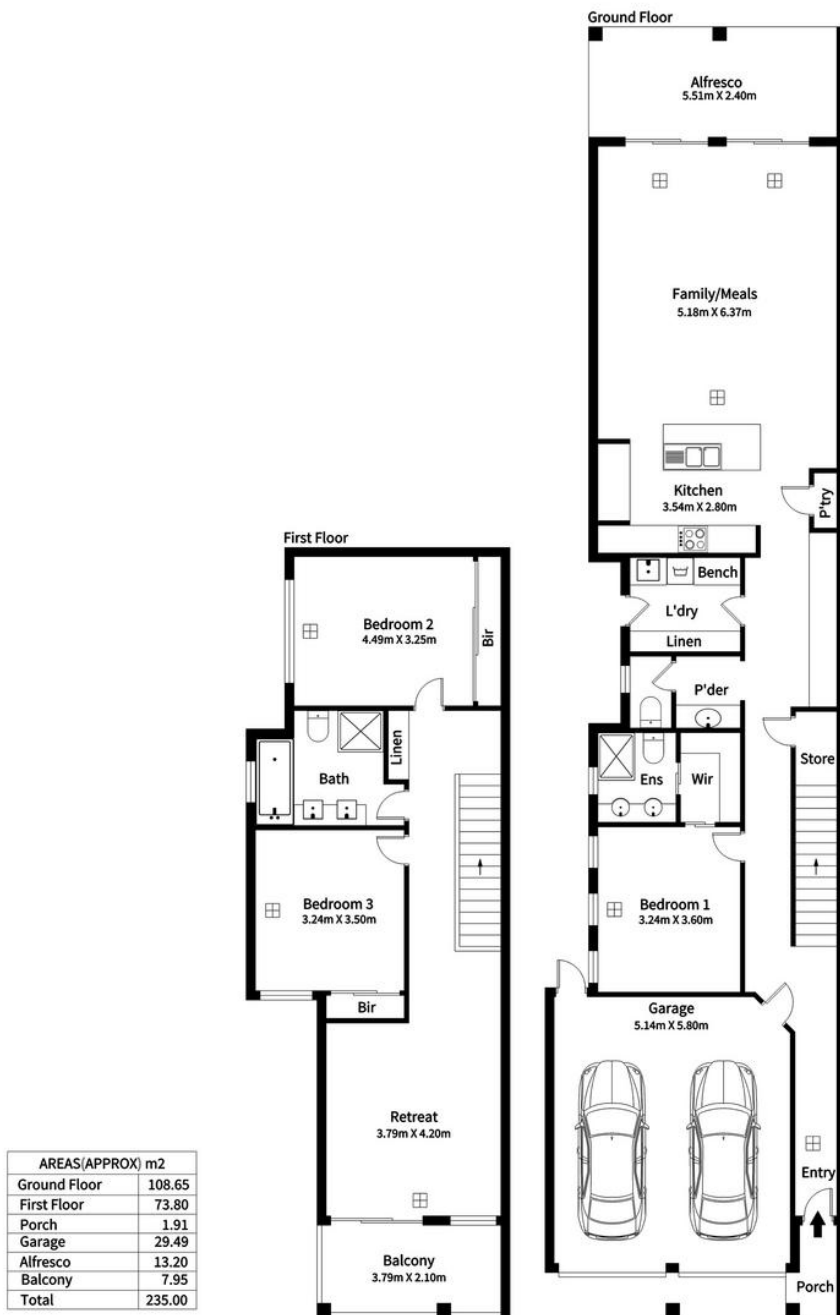 Ground Floor
Alfresco
5.51m X 2.40m
Family/Meals
5.18m X 6.37m
Kitchen
3.54m X 2.80m
P'try
Bench
L'dry
Linen
P'der
Store
Ens
Wir
Bedroom 1
3.24m X 3.60m
Garage
5.14m X 5.80m
Entry
Porch
First Floor
Bedroom 2
4.49m X 3.25m
Bir
Linen
Bath
Bedroom 3
3.24m X 3.50m
Bir
Retreat
3.79m X 4.20m
Balcony
3.79m X 2.10m
AREAS(APPROX) m2
Ground Floor 108.65
First Floor 73.80
Porch 1.91
Garage 29.49
Alfresco 13.20
Balcony 7.95
Total 235.00